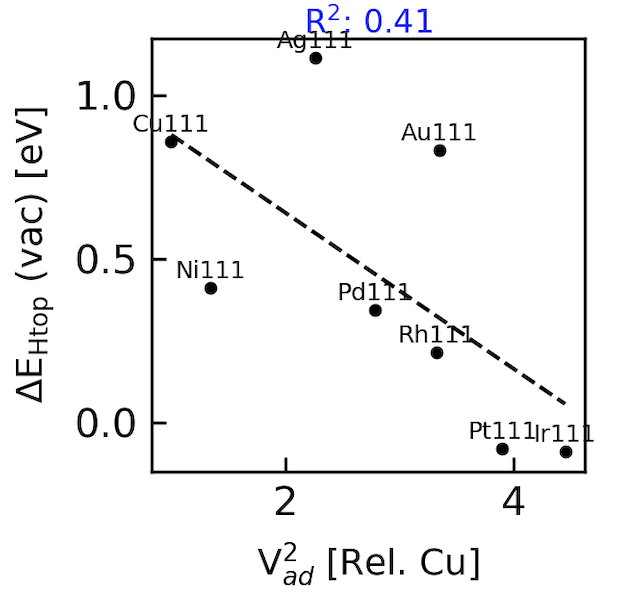 R²: 0.41
Ag111
1.0
Cu111
Au111
ΔE_Htop (vac) [eV]
0.5
Ni111
Pd111
Rh111
0.0
Pt111
Ir111
2
4
V²_ad [Rel. Cu]